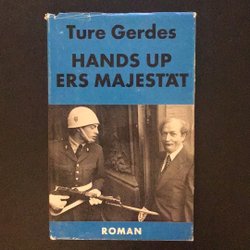 Ture Gerdes
HANDS UP
ERS MAJESTÄT
ROMAN